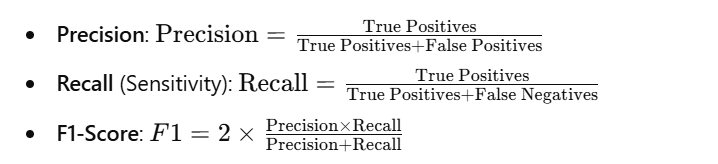 • Precision: Precision = True Positives / True Positives+False Positives
• Recall (Sensitivity): Recall = True Positives / True Positives+False Negatives
• F1-Score: F1 = 2 × Precision×Recall / Precision+Recall